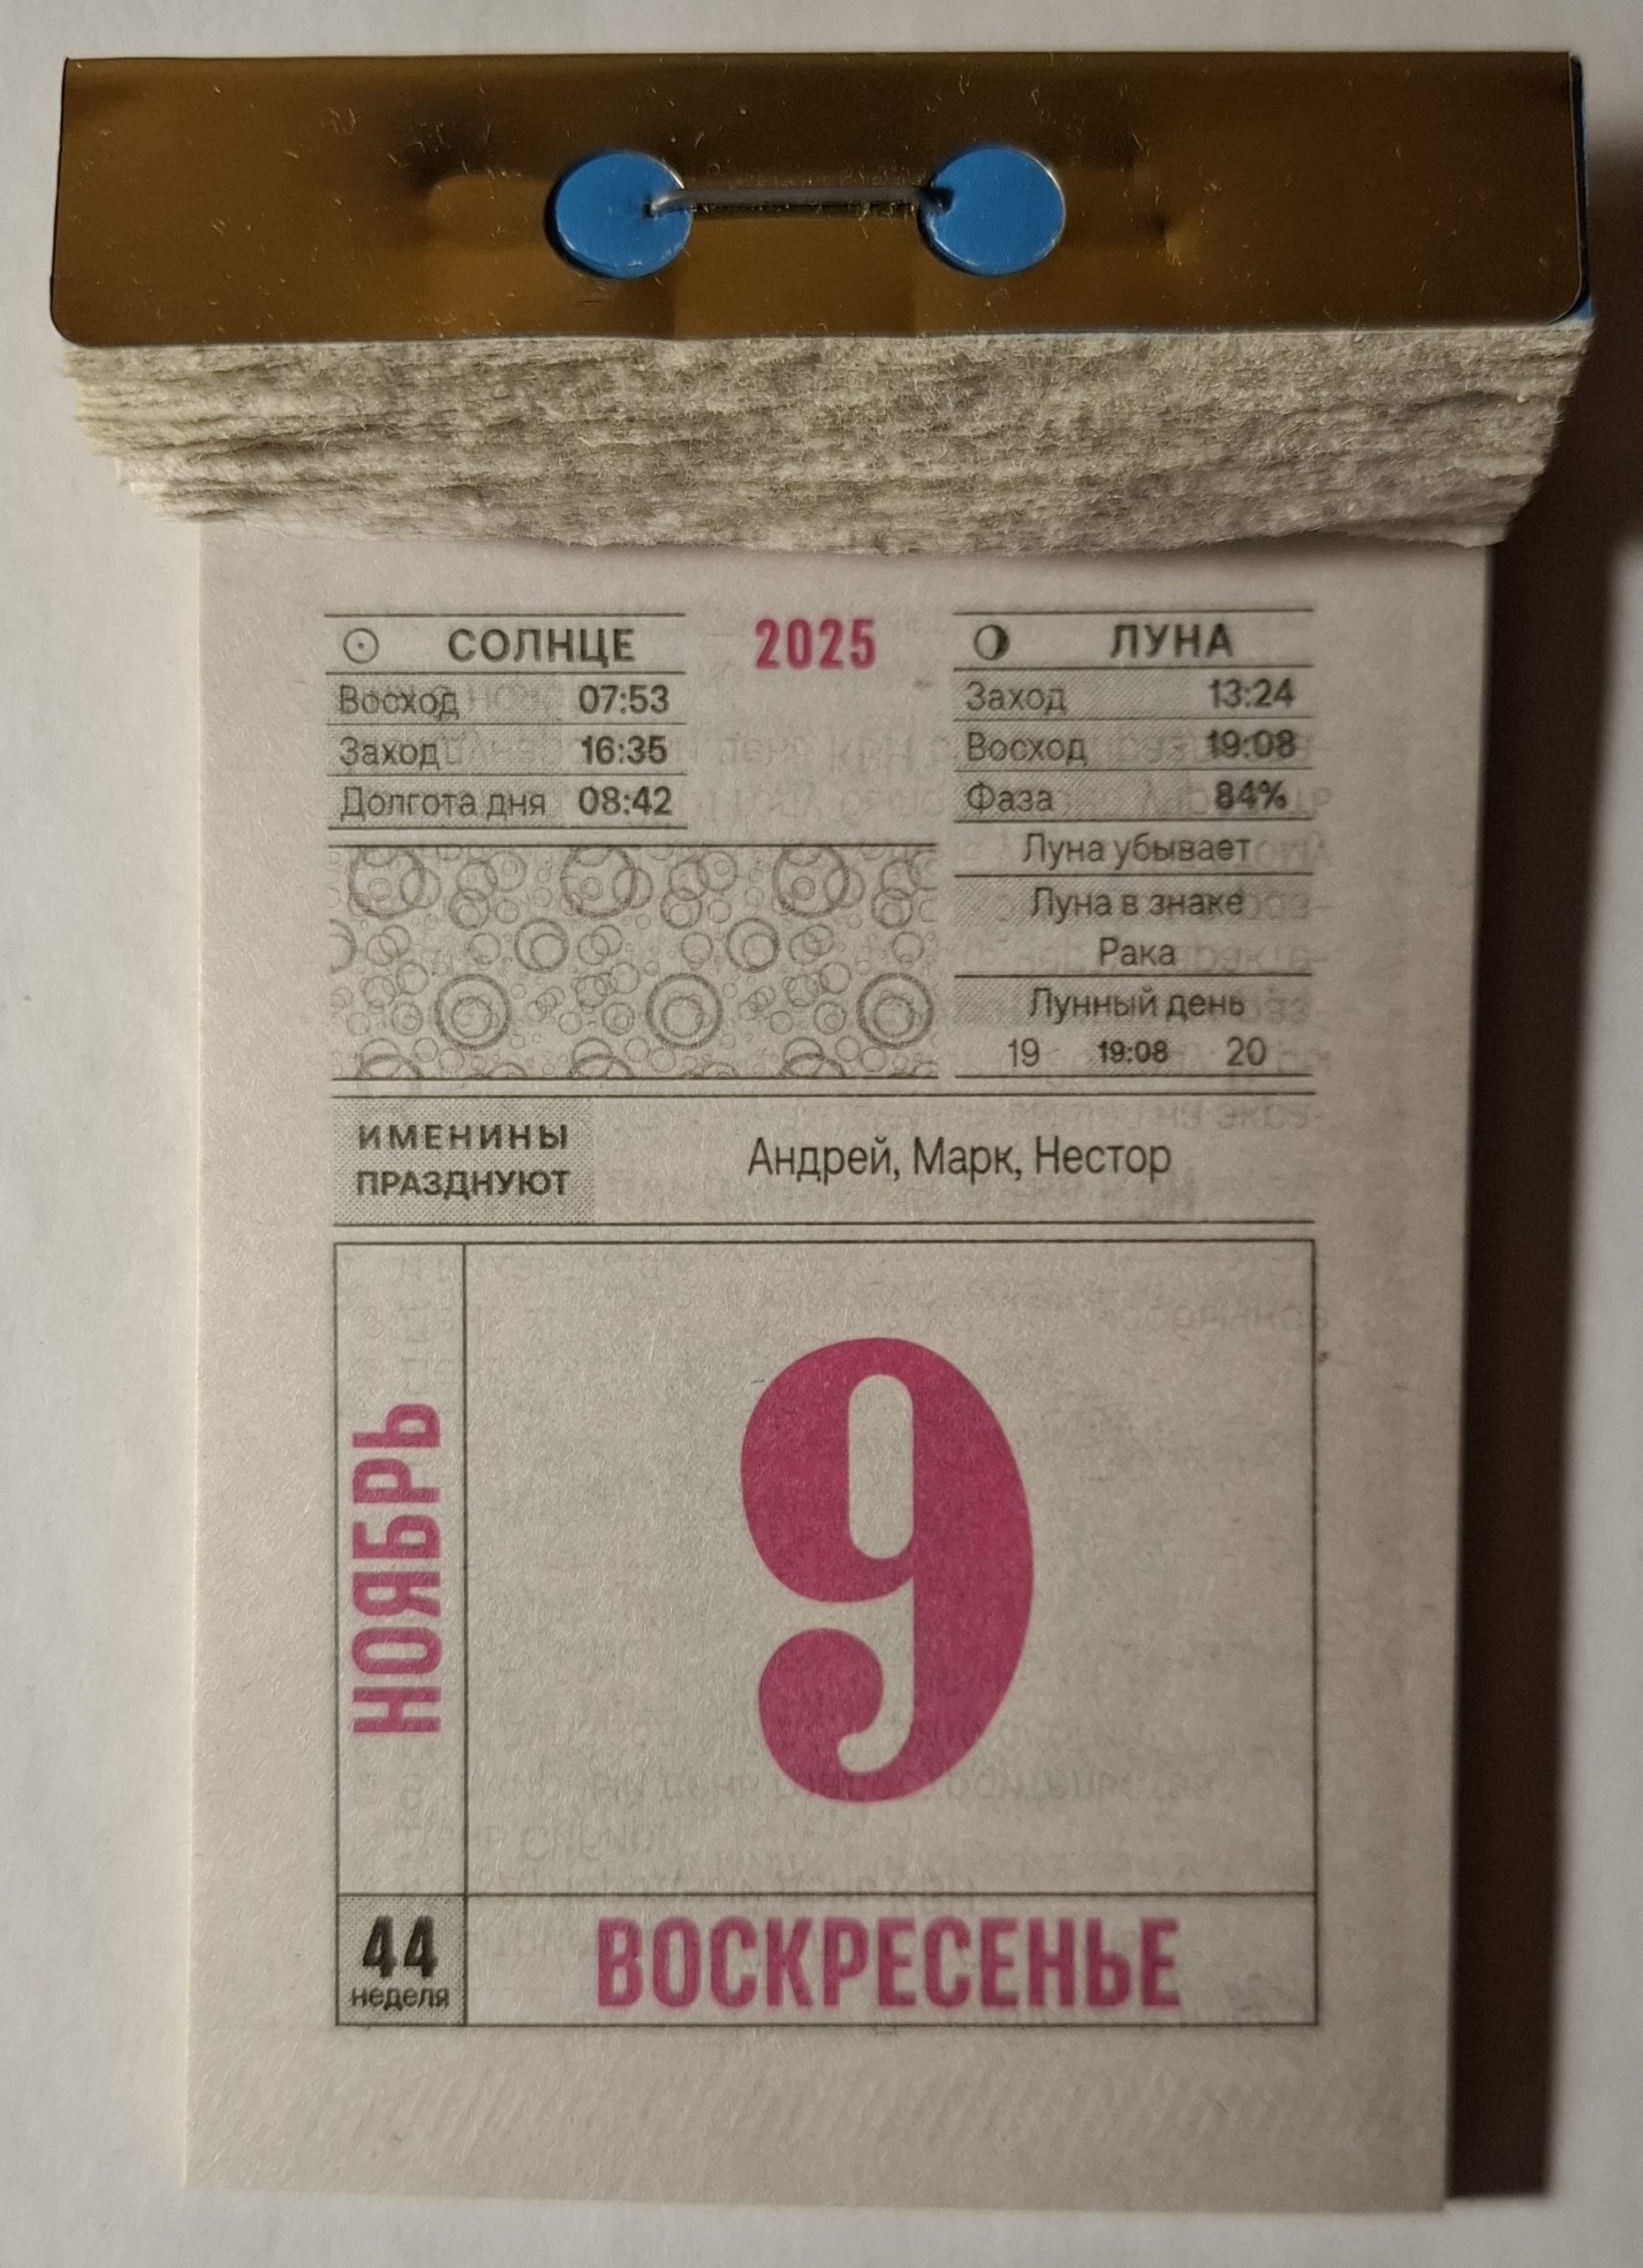 2025
СОЛНЦЕ
Восход 07:53
Заход 16:35
Долгота дня 08:42
ЛУНА
Заход 13:24
Восход 19:08
Фаза 84%
Луна убывает
Луна в знаке
Рака
Лунный день
19 19:08 20
ИМЕНИНЫ
ПРАЗДНУЮТ
Андрей, Марк, Нестор
НОЯБРЬ
9
44
неделя
ВОСКРЕСЕНЬЕ